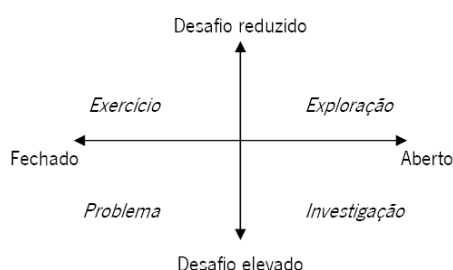 Desafio reduzido
Exercício
Exploração
Fechado
Aberto
Problema
Investigação
Desafio elevado